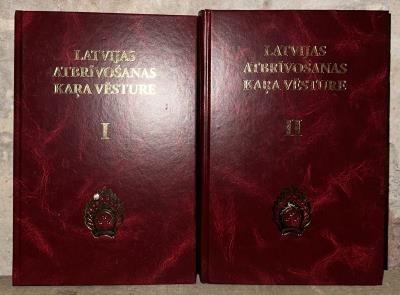 LATVIJAS
ATBRĪVOŠANAS
KAŖA VĒSTURE
I
LATVIJAS
ATBRĪVOŠANAS
KAŖA VĒSTURE
II